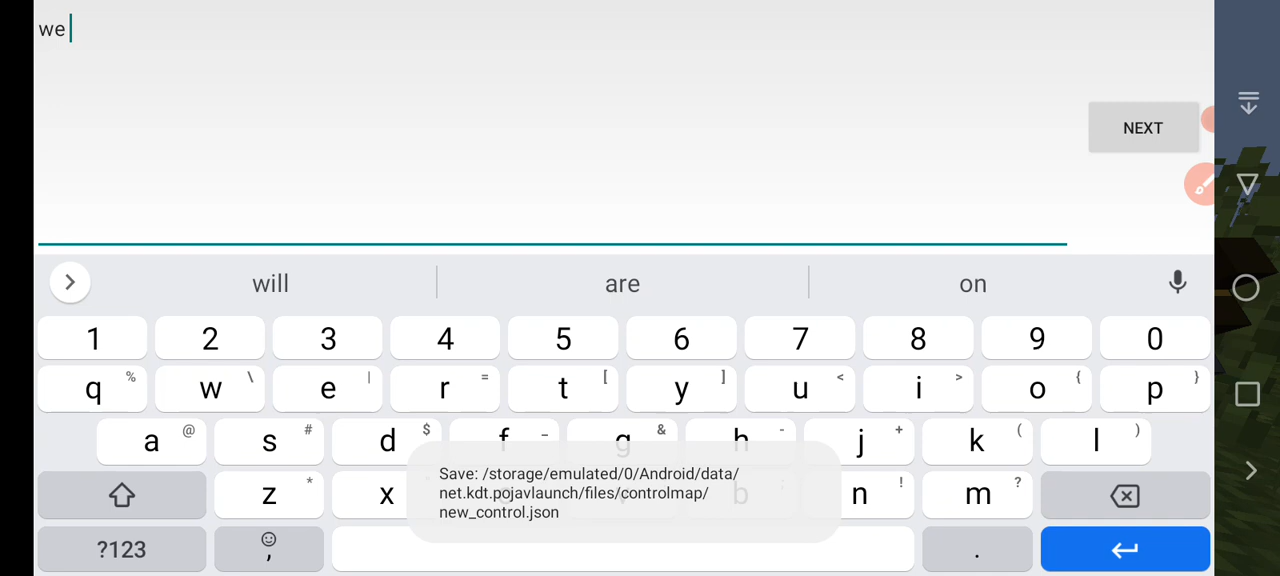 we
NEXT
will are on
1 2 3 4 5 6 7 8 9 0
q % w \ e | r = t [ y ] u < i > o { p }
a @ s # d $ f - g & h - j + k ( l )
z * x b ; n ! m ?
Save: /storage/emulated/0/Android/data/
net.kdt.pojavlaunch/files/controlmap/
new_control.json
?123 , .